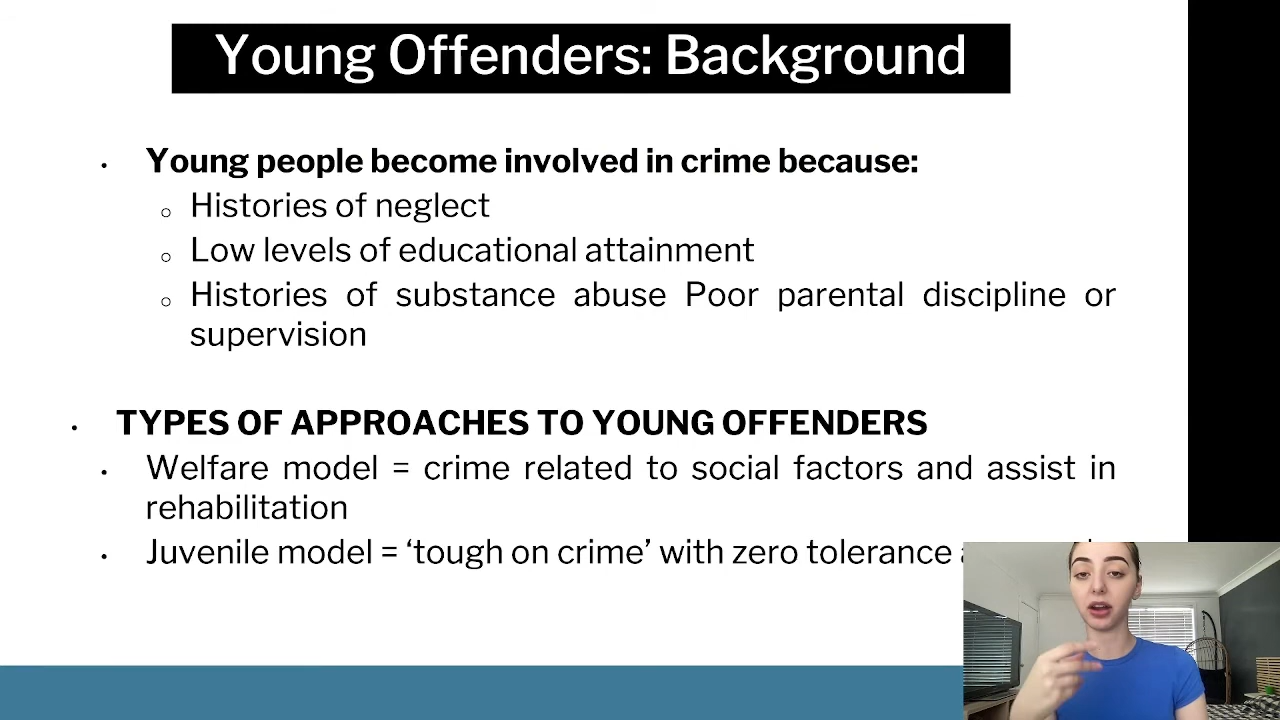 Young Offenders: Background
• Young people become involved in crime because:
o Histories of neglect
o Low levels of educational attainment
o Histories of substance abuse Poor parental discipline or
supervision
• TYPES OF APPROACHES TO YOUNG OFFENDERS
• Welfare model = crime related to social factors and assist in
rehabilitation
• Juvenile model = ‘tough on crime’ with zero tolerance